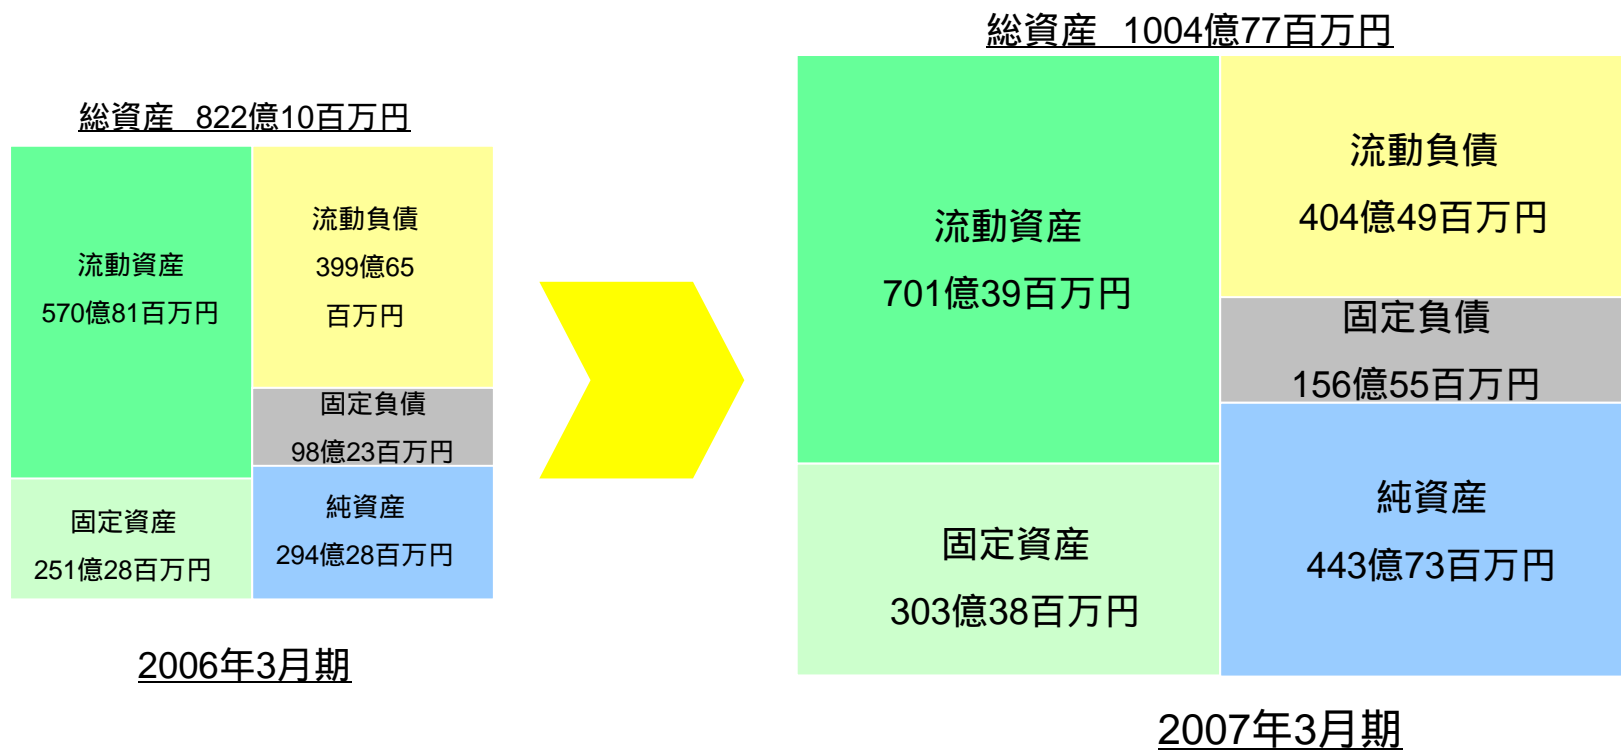 総資産 822億10百万円
流動資産
570億81百万円
流動負債
399億65
百万円
固定負債
98億23百万円
固定資産
251億28百万円
純資産
294億28百万円
2006年3月期
総資産 1004億77百万円
流動資産
701億39百万円
流動負債
404億49百万円
固定負債
156億55百万円
固定資産
303億38百万円
純資産
443億73百万円
2007年3月期